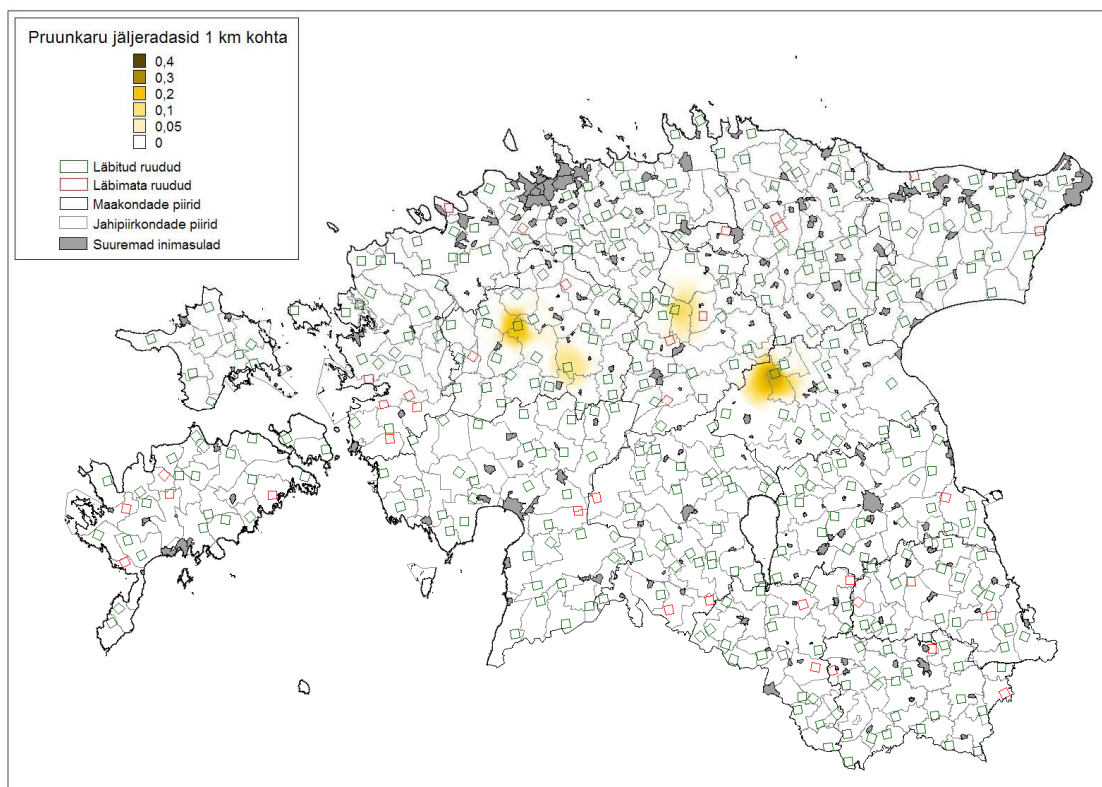 Pruunkaru jäljeradasid 1 km kohta
0,4
0,3
0,2
0,1
0,05
0
Läbitud ruudud
Läbimata ruudud
Maakondade piirid
Jahipiirkondade piirid
Suuremad inimasulad